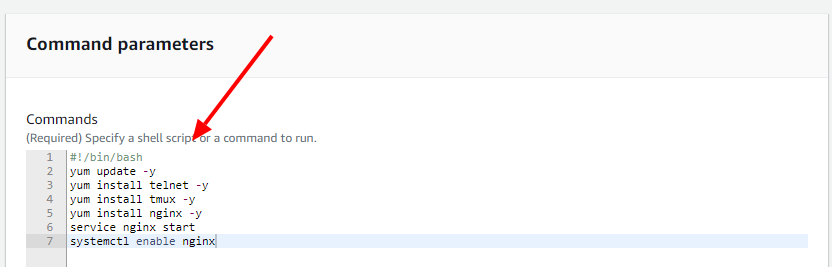 Command parameters
Commands
(Required) Specify a shell script or a command to run.
1 #!/bin/bash
2 yum update -y
3 yum install telnet -y
4 yum install tmux -y
5 yum install nginx -y
6 service nginx start
7 systemctl enable nginx